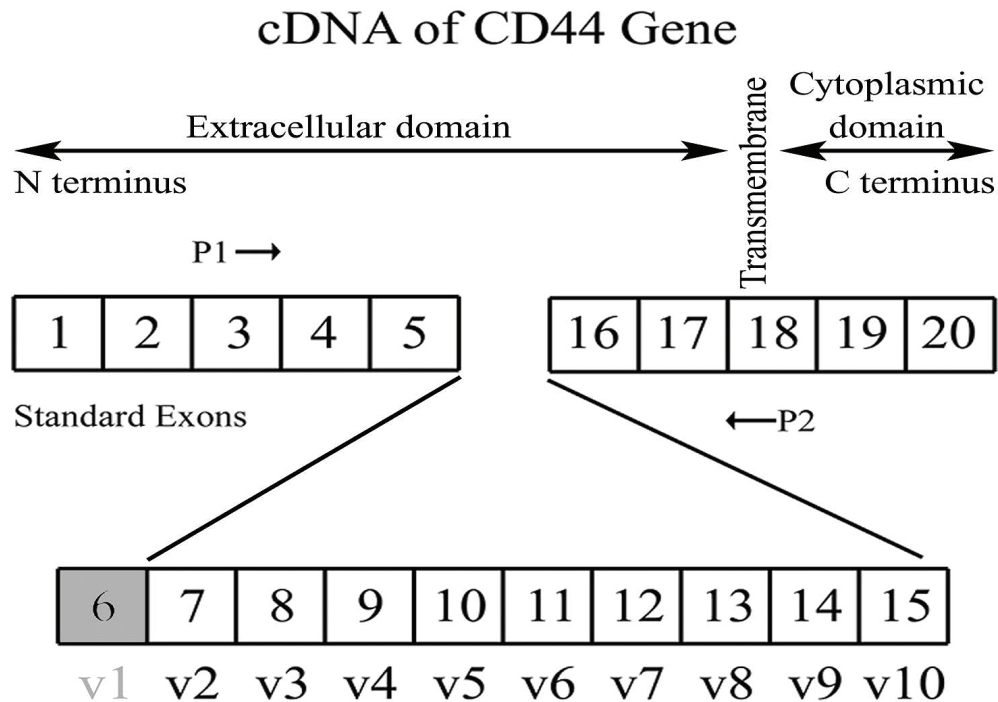 cDNA of CD44 Gene
Extracellular domain
Transmembrane
Cytoplasmic
domain
N terminus
C terminus
P1
1 2 3 4 5
16 17 18 19 20
Standard Exons
P2
6 7 8 9 10 11 12 13 14 15
v1 v2 v3 v4 v5 v6 v7 v8 v9 v10